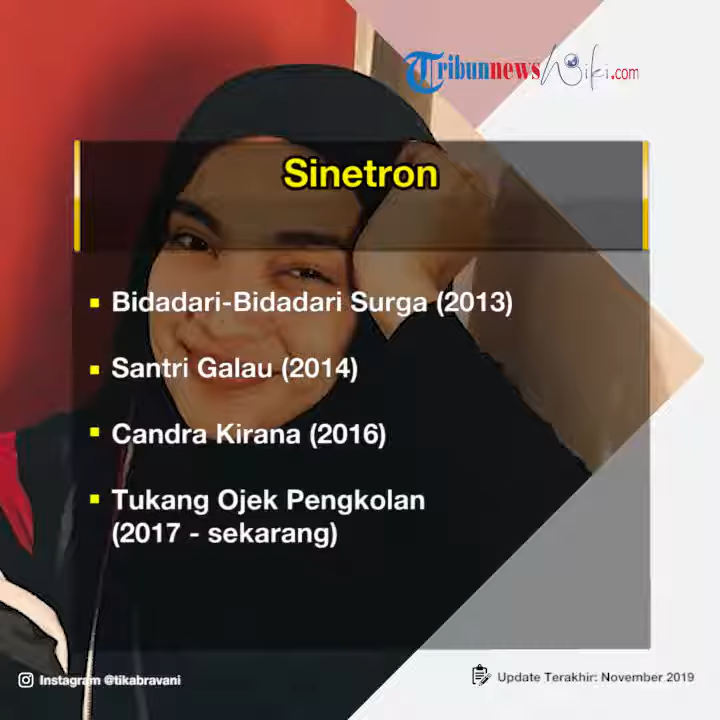 TribunnewsWiki.com
Sinetron
Bidadari-Bidadari Surga (2013)
Santri Galau (2014)
Candra Kirana (2016)
Tukang Ojek Pengkolan
(2017 - sekarang)
Instagram @tikabravani
Update Terakhir: November 2019